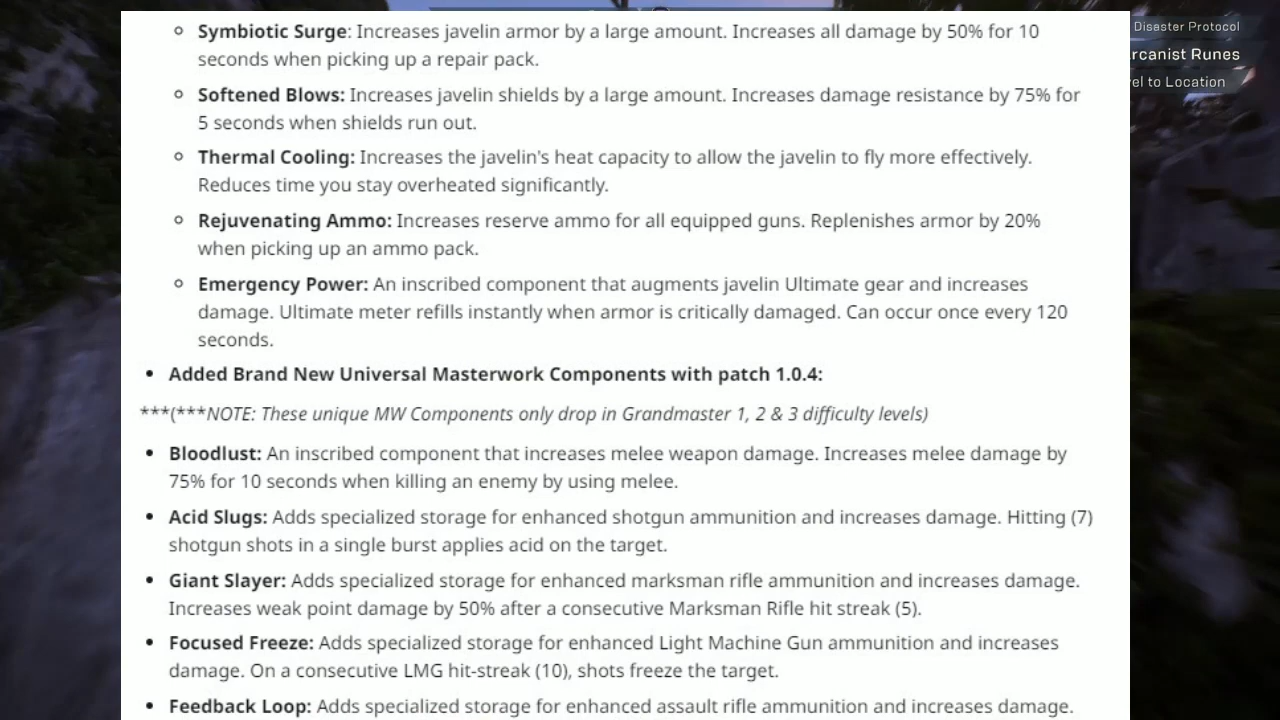 Symbiotic Surge: Increases javelin armor by a large amount. Increases all damage by 50% for 10
seconds when picking up a repair pack.
Softened Blows: Increases javelin shields by a large amount. Increases damage resistance by 75% for
5 seconds when shields run out.
Thermal Cooling: Increases the javelin's heat capacity to allow the javelin to fly more effectively.
Reduces time you stay overheated significantly.
Rejuvenating Ammo: Increases reserve ammo for all equipped guns. Replenishes armor by 20%
when picking up an ammo pack.
Emergency Power: An inscribed component that augments javelin Ultimate gear and increases
damage. Ultimate meter refills instantly when armor is critically damaged. Can occur once every 120
seconds.
Added Brand New Universal Masterwork Components with patch 1.0.4:
***(***NOTE: These unique MW Components only drop in Grandmaster 1, 2 & 3 difficulty levels)
Bloodlust: An inscribed component that increases melee weapon damage. Increases melee damage by
75% for 10 seconds when killing an enemy by using melee.
Acid Slugs: Adds specialized storage for enhanced shotgun ammunition and increases damage. Hitting (7)
shotgun shots in a single burst applies acid on the target.
Giant Slayer: Adds specialized storage for enhanced marksman rifle ammunition and increases damage.
Increases weak point damage by 50% after a consecutive Marksman Rifle hit streak (5).
Focused Freeze: Adds specialized storage for enhanced Light Machine Gun ammunition and increases
damage. On a consecutive LMG hit-streak (10), shots freeze the target.
Feedback Loop: Adds specialized storage for enhanced assault rifle ammunition and increases damage.
Disaster Protocol
rcanist Runes
vel to Location